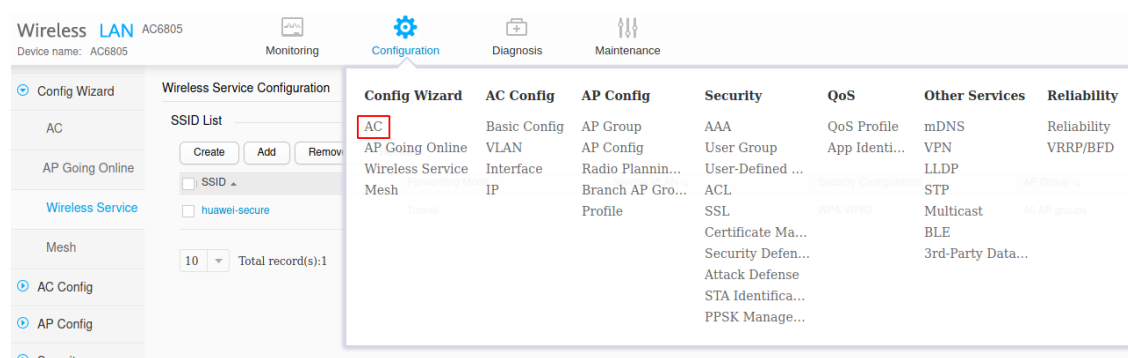 Wireless LAN AC6805
Device name: AC6805
Monitoring
Configuration
Diagnosis
Maintenance
Config Wizard
AC
AP Going Online
Wireless Service
Mesh
AC Config
AP Config
Wireless Service Configuration
SSID List
Create Add Remov
SSID
huawei-secure
10 Total record(s):1
Config Wizard AC Config AP Config Security QoS Other Services Reliability
AC Basic Config AP Group AAA QoS Profile mDNS Reliability
AP Going Online VLAN AP Config User Group App Identi... VPN VRRP/BFD
Wireless Service Interface Radio Plannin... User-Defined ... LLDP
Mesh IP Branch AP Gro... ACL STP
Profile SSL Multicast
Certificate Ma... BLE
Security Defen... 3rd-Party Data...
Attack Defense
STA Identifica...
PPSK Manage...